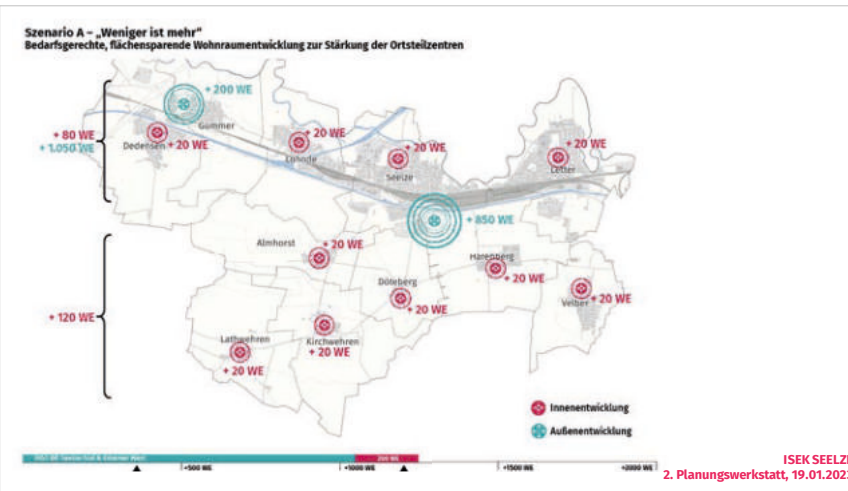 Szenario A – „Weniger ist mehr“
Bedarfsgerechte, flächensparende Wohnraumentwicklung zur Stärkung der Ortsteilzentren
+ 200 WE
Gümmer
+ 80 WE
+ 1.050 WE
Dedensen
+ 20 WE
+ 20 WE
Lohnde
+ 20 WE
Seelze
+ 20 WE
Letter
+ 850 WE
Almhorst
+ 20 WE
Harenberg
+ 20 WE
Döteberg
+ 20 WE
Velber
+ 20 WE
+ 120 WE
Lathwehren
+ 20 WE
Kirchwehren
+ 20 WE
Innenentwicklung
Außenentwicklung
200 WE
+500 WE
+1000 WE
+1500 WE
+2000 WE
ISEK SEELZE
2. Planungswerkstatt, 19.01.2023